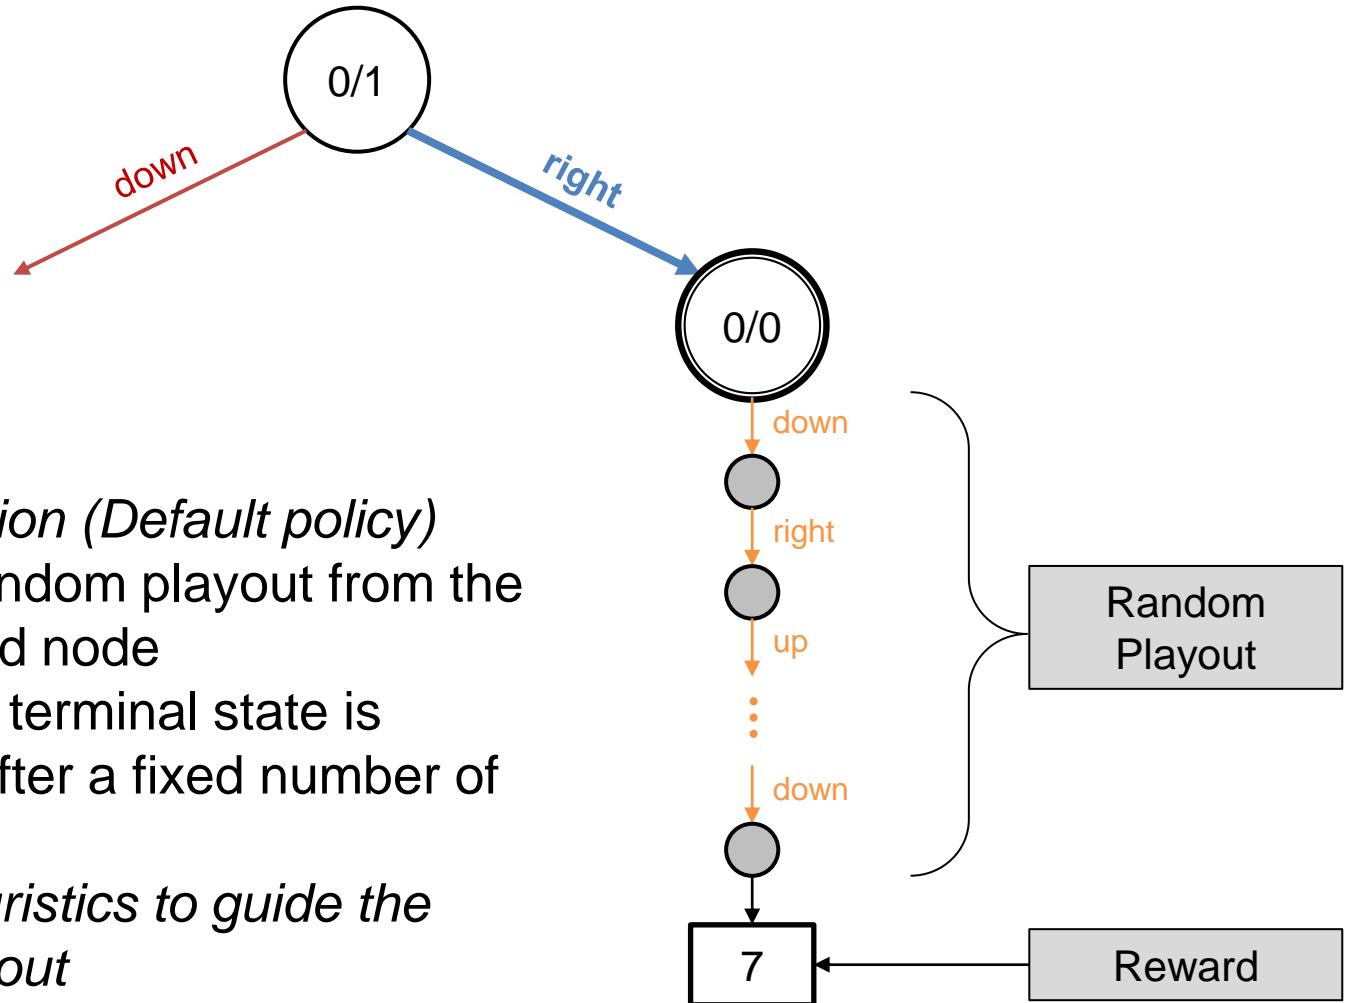 0/1
down
right
0/0
down
right
up
down
7
ion (Default policy)
ndom playout from the
d node
terminal state is
fter a fixed number of
ristics to guide the
out
Random
Playout
Reward